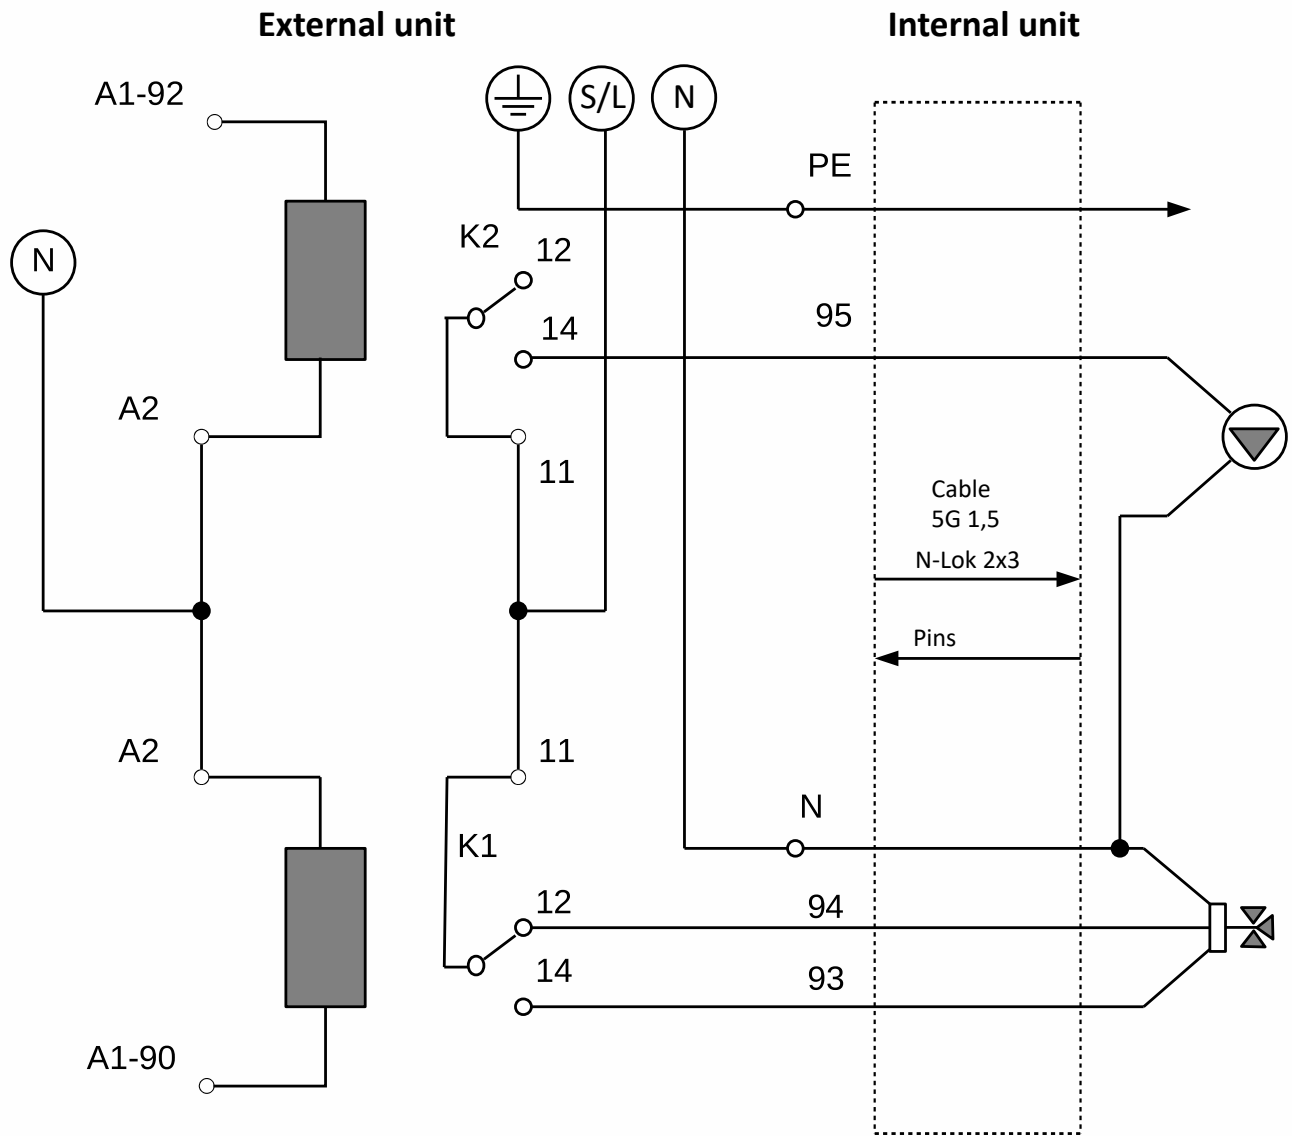 External unit
Internal unit
A1-92
S/L
N
PE
K2
12
N
95
14
A2
11
Cable
5G 1,5
N-Lok 2x3
Pins
A2
11
N
K1
12
94
14
93
A1-90